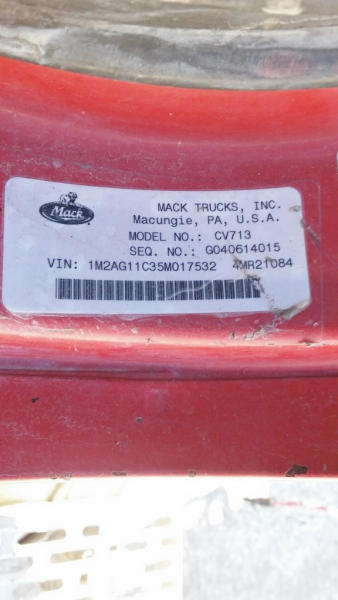 Mack
MACK TRUCKS, INC.
Macungie, PA, U.S.A.
MODEL NO.: CV713
SEQ. NO.: G040614015
VIN: 1M2AG11C35M017532 4MR21084